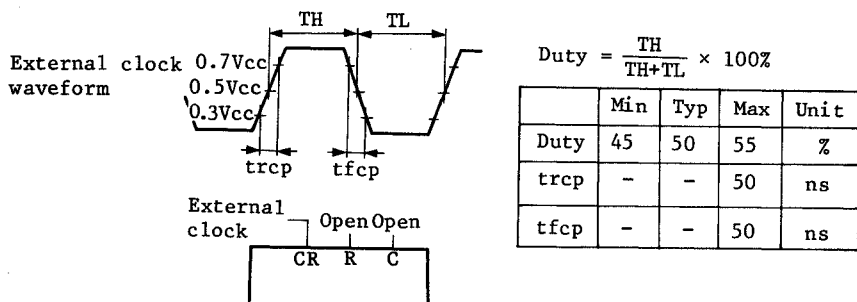 TH TL
External clock
waveform
0.7Vcc
0.5Vcc
0.3Vcc
trcp tfcp
External
clock
Open Open
CR R C
Duty = TH / TH+TL × 100%
Min Typ Max Unit
Duty 45 50 55 %
trcp - - 50 ns
tfcp - - 50 ns